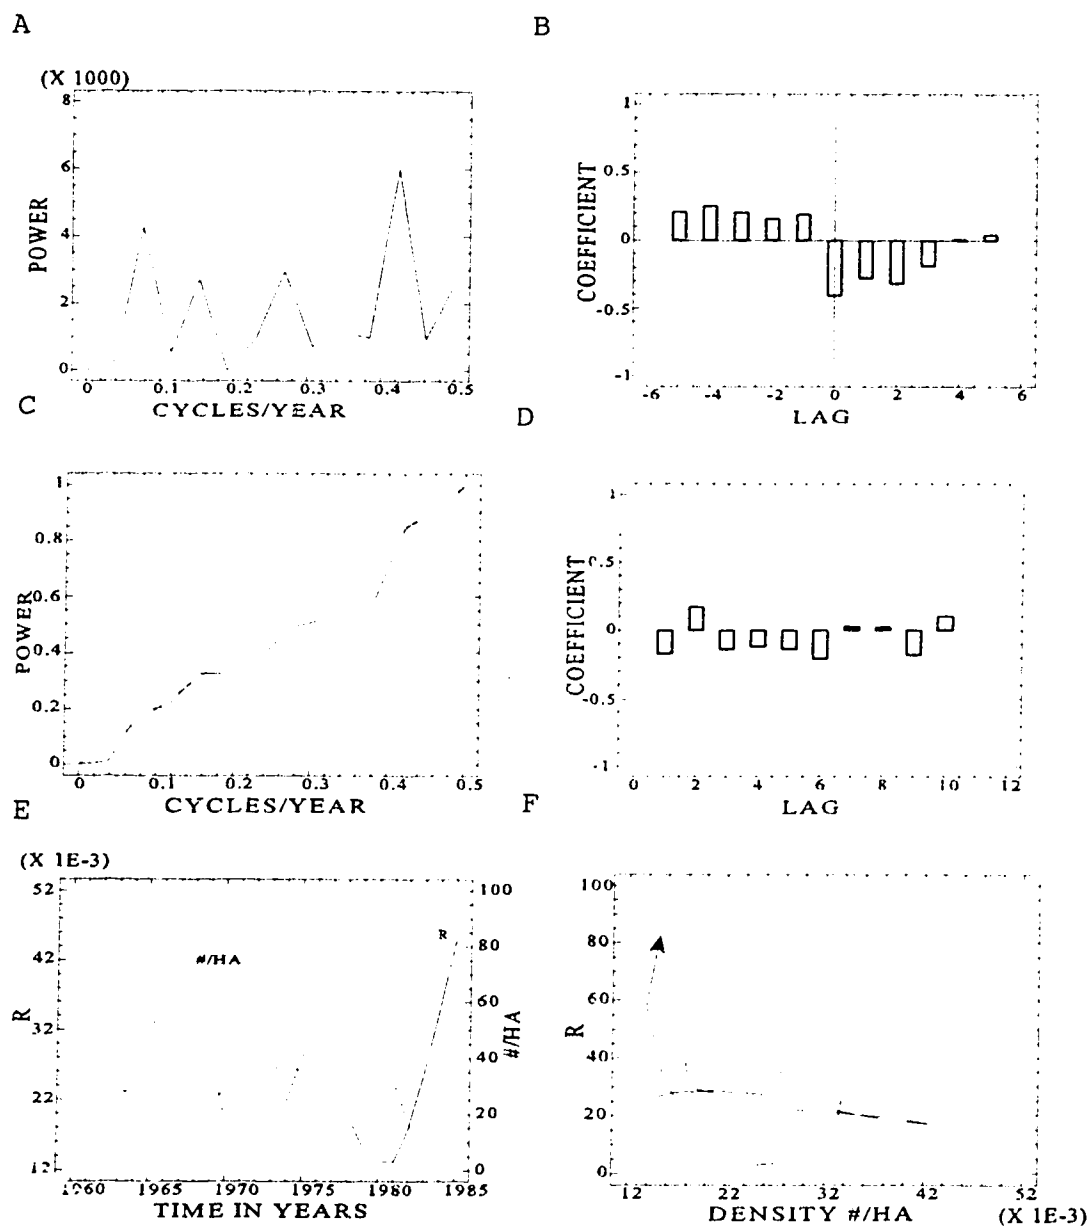 A
B
(X 1000)
8
6
4
2
0
POWER
0 0.1 0.2 0.3 0.4 0.5
CYCLES/YEAR
1
0.5
0
-0.5
-1
COEFFICIENT
-6 -4 -2 0 2 4 6
LAG
C
D
1
0.8
0.6
0.4
0.2
0
POWER
0 0.1 0.2 0.3 0.4 0.5
CYCLES/YEAR
1
0.5
0
-0.5
-1
COEFFICIENT
0 2 4 6 8 10 12
LAG
E
F
(X 1E-3)
52
42
32
22
12
R
#/HA
R
100
80
60
40
20
0
#/HA
1960 1965 1970 1975 1980 1985
TIME IN YEARS
100
80
60
40
20
0
R
12 22 32 42 52
DENSITY #/HA
(X 1E-3)